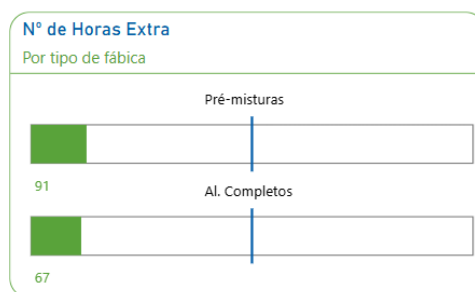 Nº de Horas Extra
Por tipo de fábica
Pré-misturas
91
Al. Completos
67